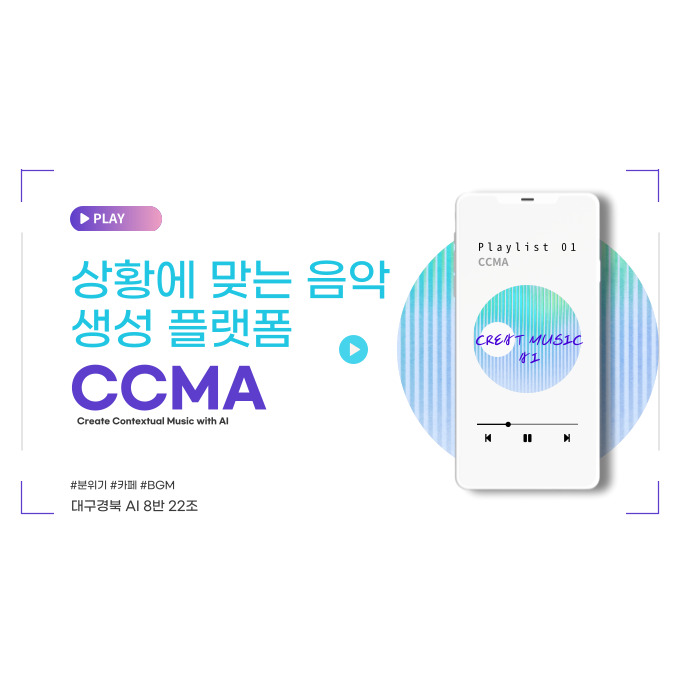 PLAY
상황에 맞는 음악
생성 플랫폼
CCMA
Create Contextual Music with AI
#분위기 #카페 #BGM
대구경북 AI 8반 22조
Playlist 01
CCMA
CREAT MUSIC
AI